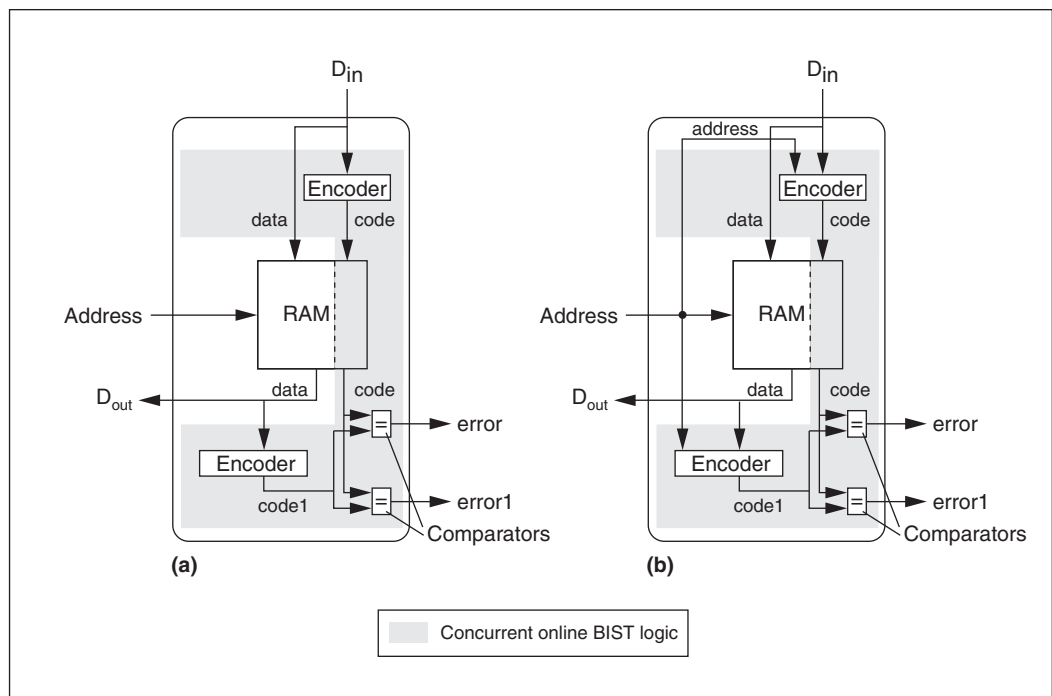 D_in
Encoder
data
code
Address
RAM
D_out
data
code
=
error
Encoder
code1
=
error1
Comparators
(a)
D_in
address
Encoder
data
code
Address
RAM
D_out
data
code
=
error
Encoder
code1
=
error1
Comparators
(b)
Concurrent online BIST logic